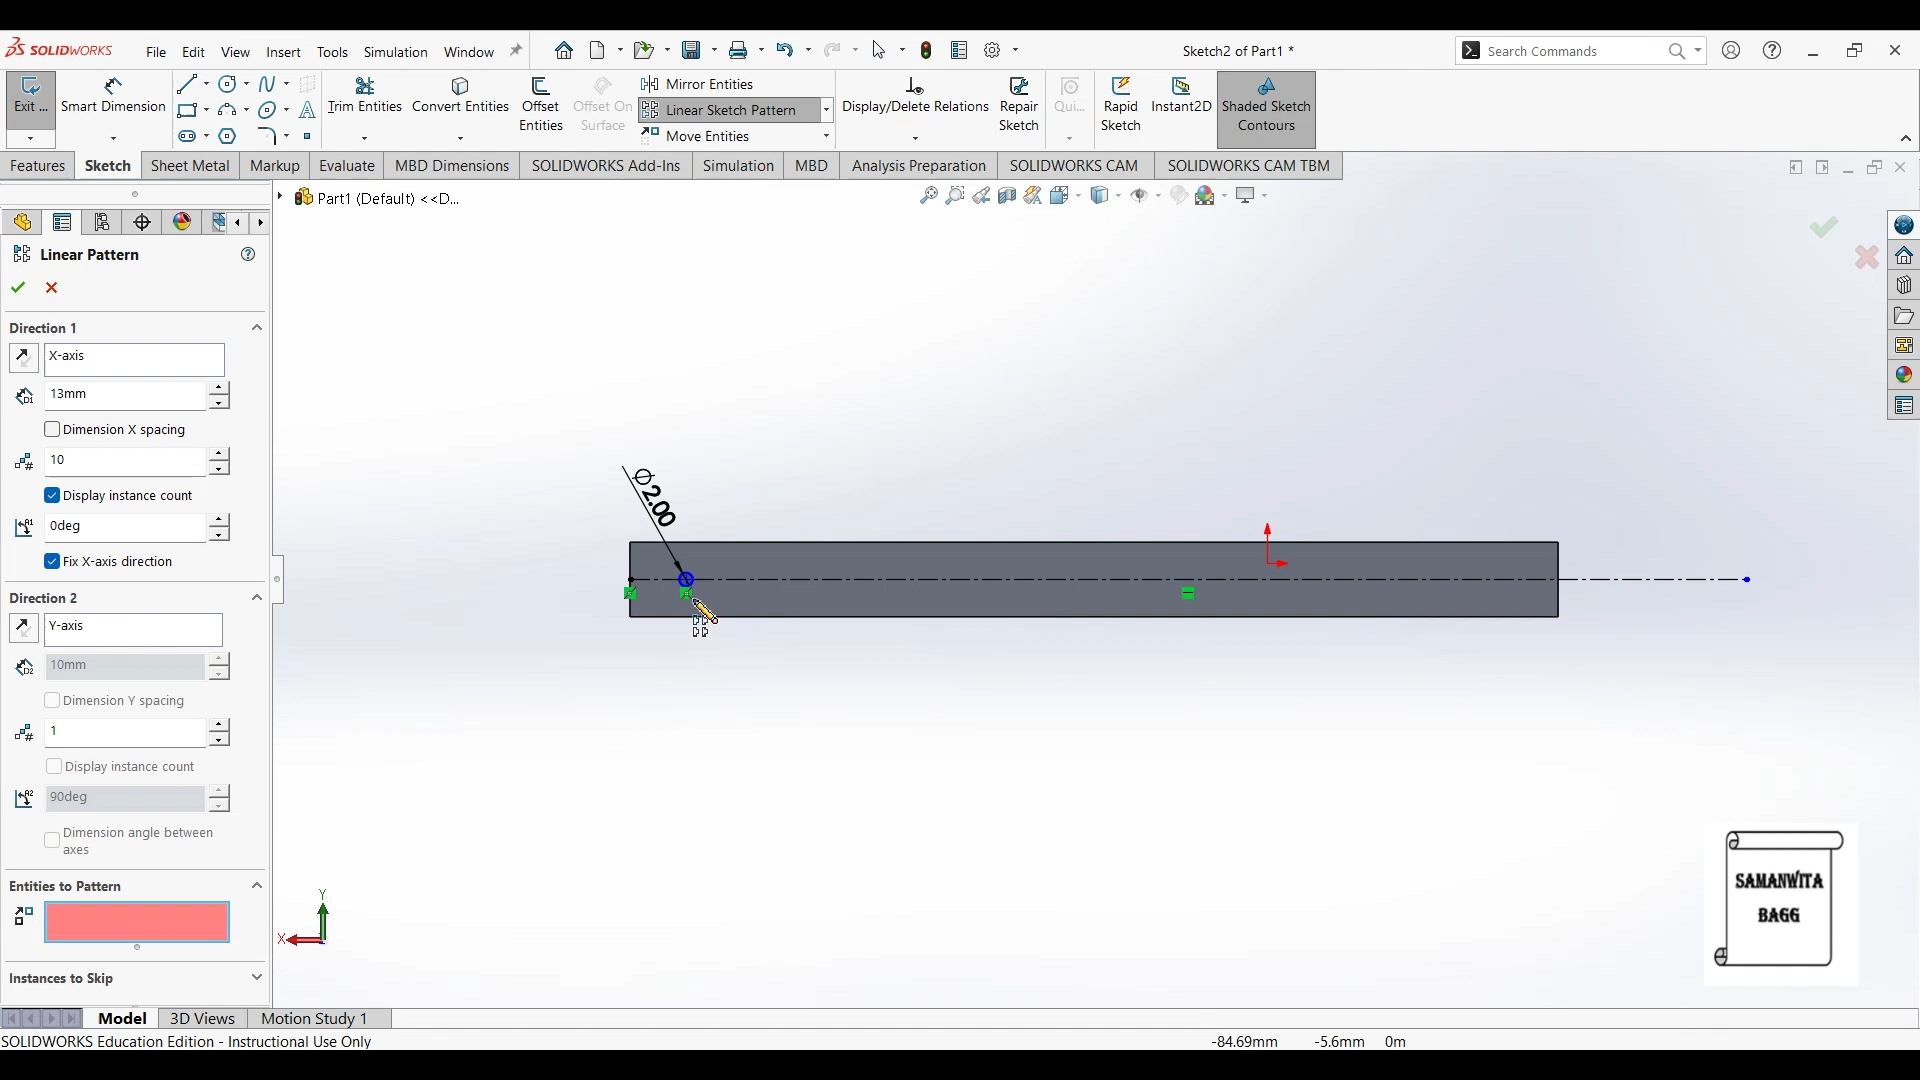 SOLIDWORKS
File Edit View Insert Tools Simulation Window
Sketch2 of Part1 *
Search Commands
Exit ...
Smart Dimension
Trim Entities
Convert Entities
Offset Entities
Offset On Surface
Mirror Entities
Linear Sketch Pattern
Move Entities
Display/Delete Relations
Repair Sketch
Qui...
Rapid Sketch
Instant2D
Shaded Sketch Contours
Features Sketch Sheet Metal Markup Evaluate MBD Dimensions SOLIDWORKS Add-Ins Simulation MBD Analysis Preparation SOLIDWORKS CAM SOLIDWORKS CAM TBM
Part1 (Default) <<D...
Linear Pattern
Direction 1
X-axis
13mm
Dimension X spacing
10
Display instance count
0deg
Fix X-axis direction
Direction 2
Y-axis
10mm
Dimension Y spacing
1
Display instance count
90deg
Dimension angle between
axes
Entities to Pattern
Instances to Skip
∅2.00
Y
X
SAMANWITA
BAGG
Model 3D Views Motion Study 1
SOLIDWORKS Education Edition - Instructional Use Only
-84.69mm -5.6mm 0m